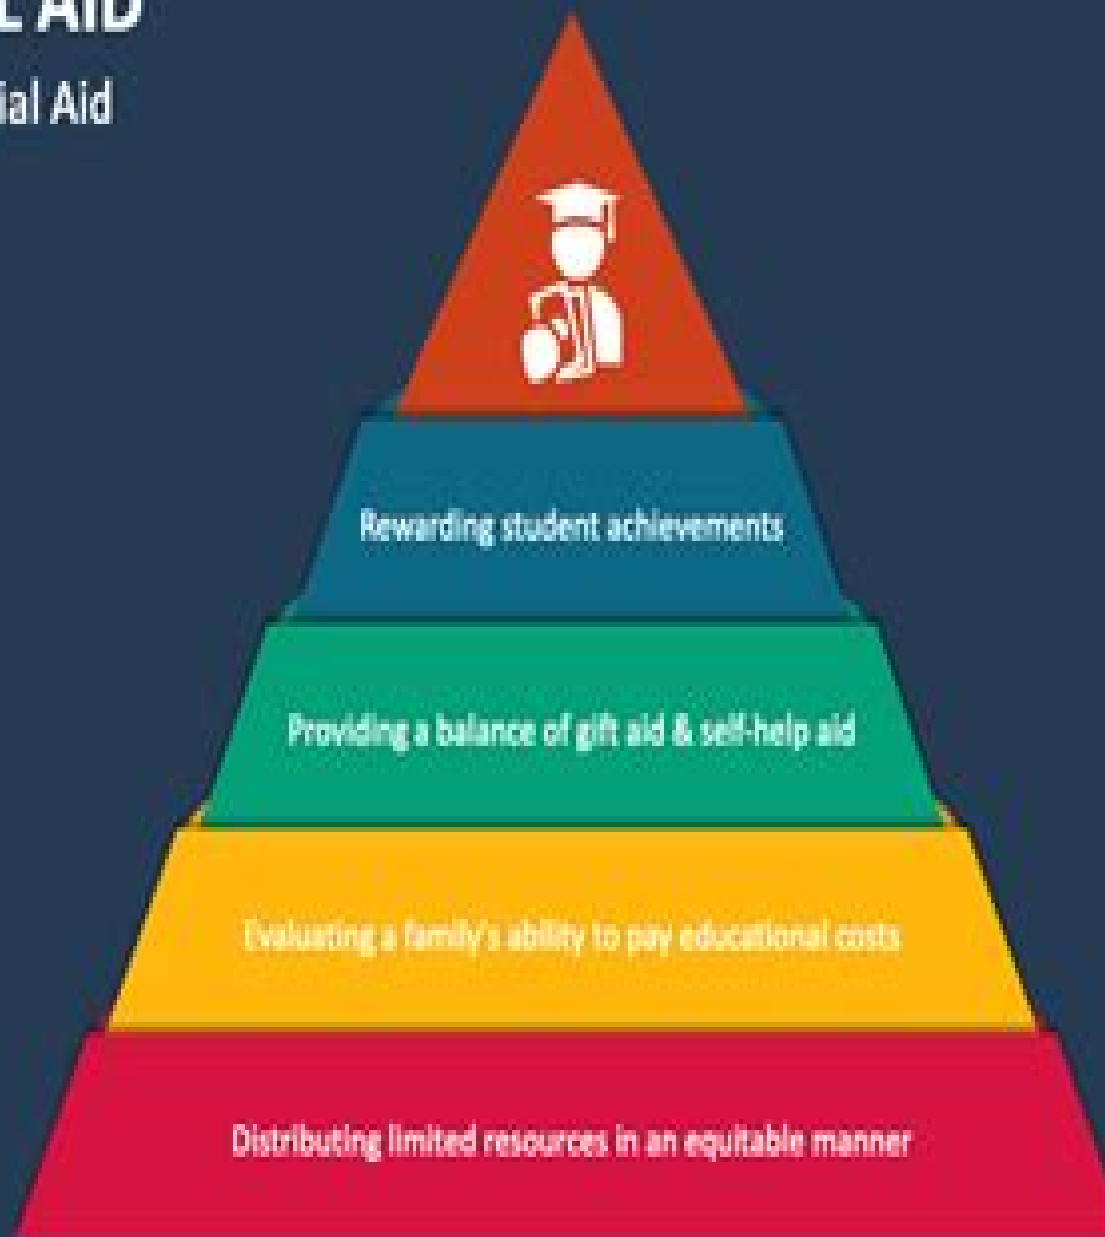 AID
ial Aid
Rewarding student achievements
Providing a balance of gift aid & self-help aid
Evaluating a family's ability to pay educational costs
Distributing limited resources in an equitable manner